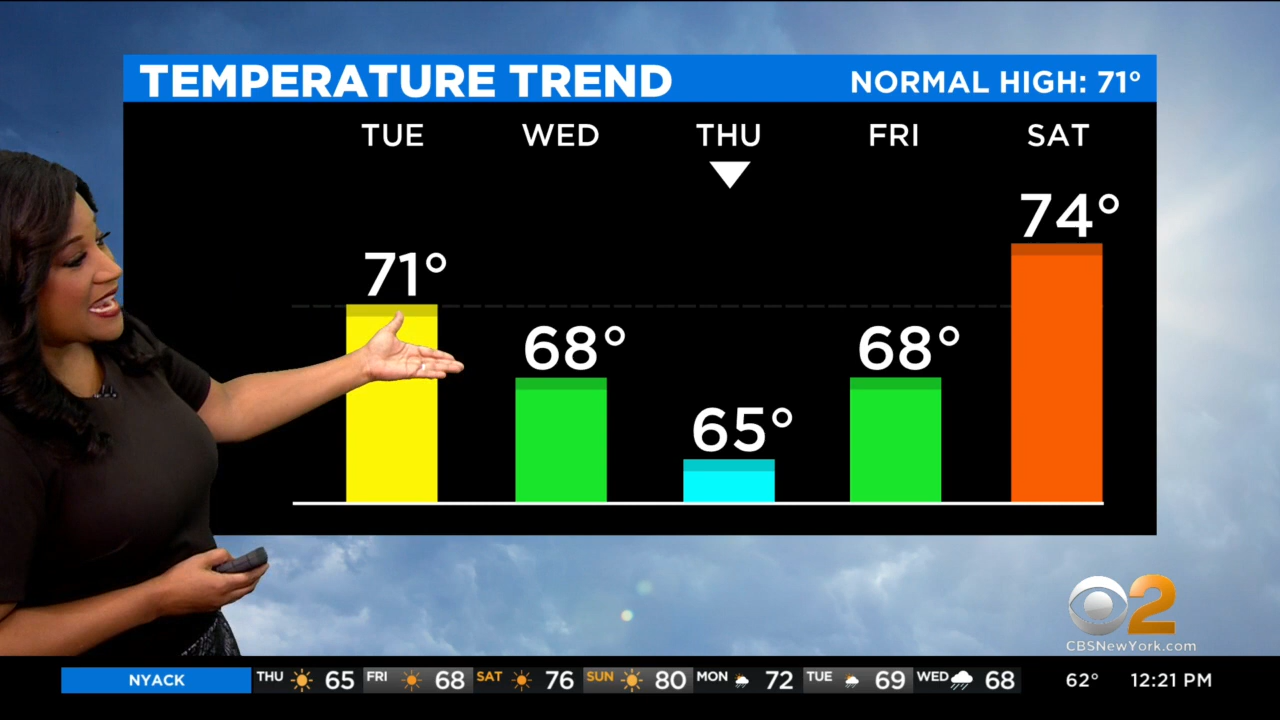 TEMPERATURE TREND NORMAL HIGH: 71°
TUE WED THU FRI SAT
71° 68° 65° 68° 74°
2
CBSNewYork.com
NYACK THU 65 FRI 68 SAT 76 SUN 80 MON 72 TUE 69 WED 68 62° 12:21 PM